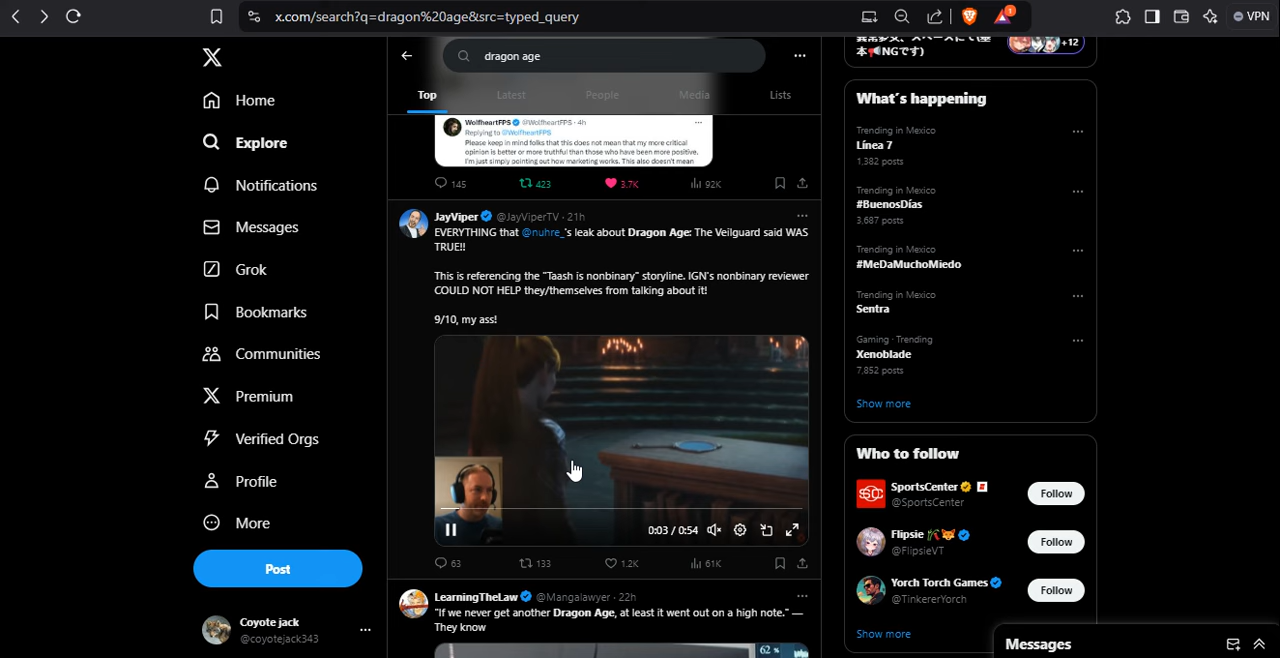 x.com/search?q=dragon%20age&src=typed_query
1
VPN
Home
Explore
Notifications
Messages
Grok
Bookmarks
Communities
Premium
Verified Orgs
Profile
More
Post
Coyote jack
@coyotejack343
dragon age
Top
Latest
People
Media
Lists
WolfheartFPS @WolfheartFPS · 4h
Replying to @WolfheartFPS
Please keep in mind folks that this does not mean that my more critical
opinion is better or more truthful than those who have been more positive.
I'm just simply pointing out how marketing works. This also doesn't mean
145
423
3.7K
92K
JayViper @JayViperTV · 21h
EVERYTHING that @nuhre_'s leak about Dragon Age: The Veilguard said WAS
TRUE!!
This is referencing the "Taash is nonbinary" storyline. IGN's nonbinary reviewer
COULD NOT HELP they/themselves from talking about it!
9/10, my ass!
0:03 / 0:54
63
133
1.2K
61K
LearningTheLaw @Mangalawyer · 22h
"If we never get another Dragon Age, at least it went out on a high note." —
They know
62 %
本📢NGです)
+12
What's happening
Trending in Mexico
Línea 7
1,382 posts
Trending in Mexico
#BuenosDías
3,687 posts
Trending in Mexico
#MeDaMuchoMiedo
Trending in Mexico
Sentra
Gaming · Trending
Xenoblade
7,852 posts
Show more
Who to follow
SportsCenter
@SportsCenter
Follow
Flipsie
@FlipsieVT
Follow
Yorch Torch Games
@TinkererYorch
Follow
Show more
Messages